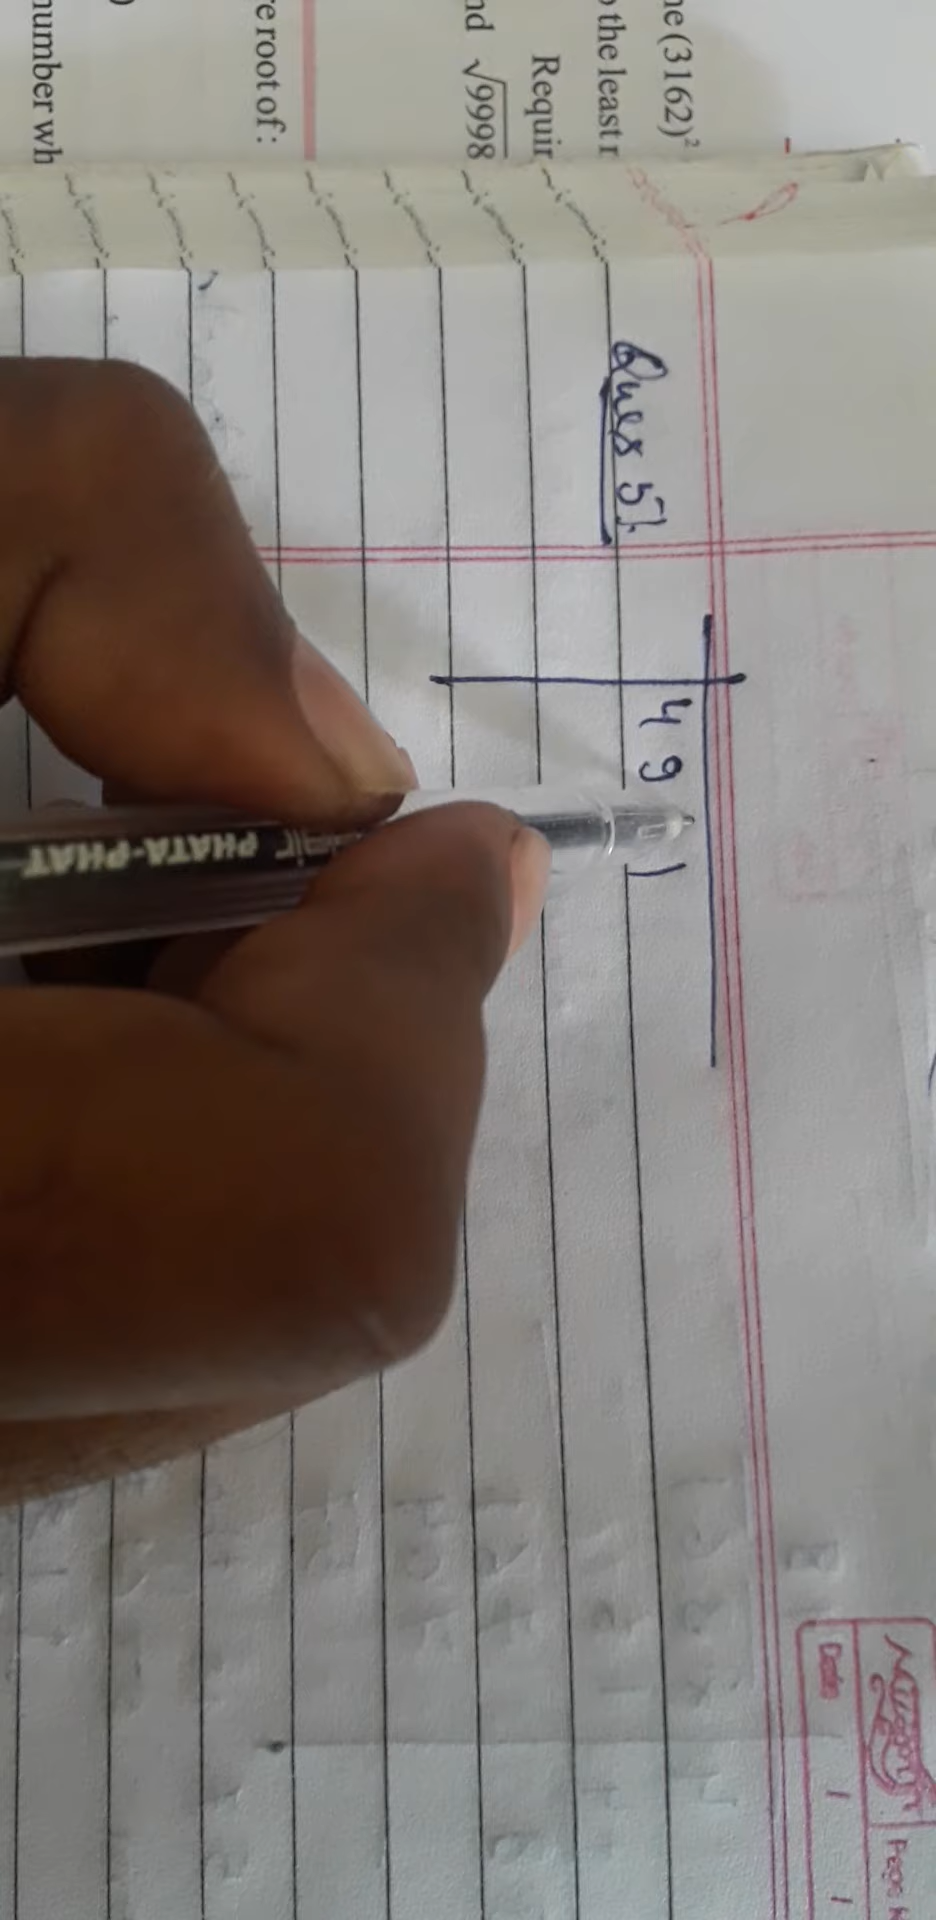 ne (3162)²
the least r
Requir
nd √9998
re root of :
number wh
Ques 5}.
4 9
PHATA-PHAT
Date
Page